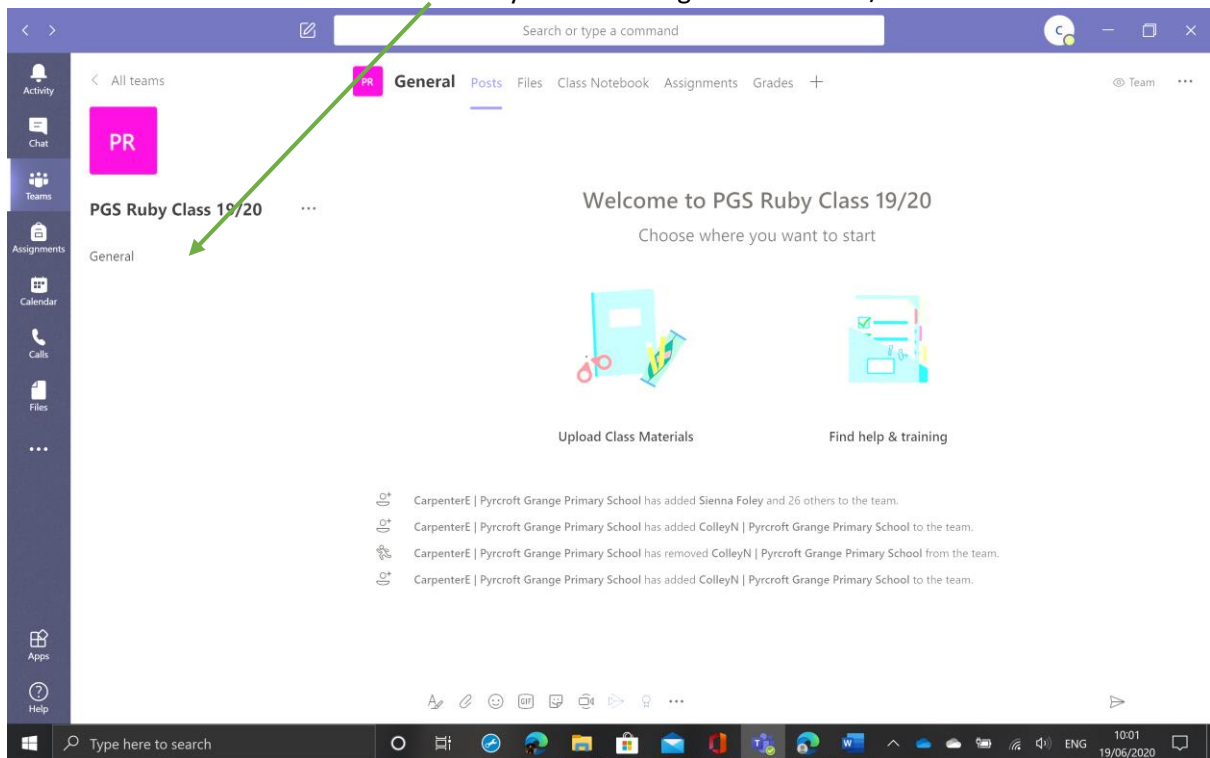 Search or type a command
C
Activity
Chat
Teams
Assignments
Calendar
Calls
Files
Apps
Help
All teams
PR
PGS Ruby Class 19/20
General
PR General Posts Files Class Notebook Assignments Grades
Team
Welcome to PGS Ruby Class 19/20
Choose where you want to start
Upload Class Materials
Find help & training
CarpenterE | Pyrcroft Grange Primary School has added Sienna Foley and 26 others to the team.
CarpenterE | Pyrcroft Grange Primary School has added ColleyN | Pyrcroft Grange Primary School to the team.
CarpenterE | Pyrcroft Grange Primary School has removed ColleyN | Pyrcroft Grange Primary School from the team.
CarpenterE | Pyrcroft Grange Primary School has added ColleyN | Pyrcroft Grange Primary School to the team.
GIF
Type here to search
ENG
10:01
19/06/2020